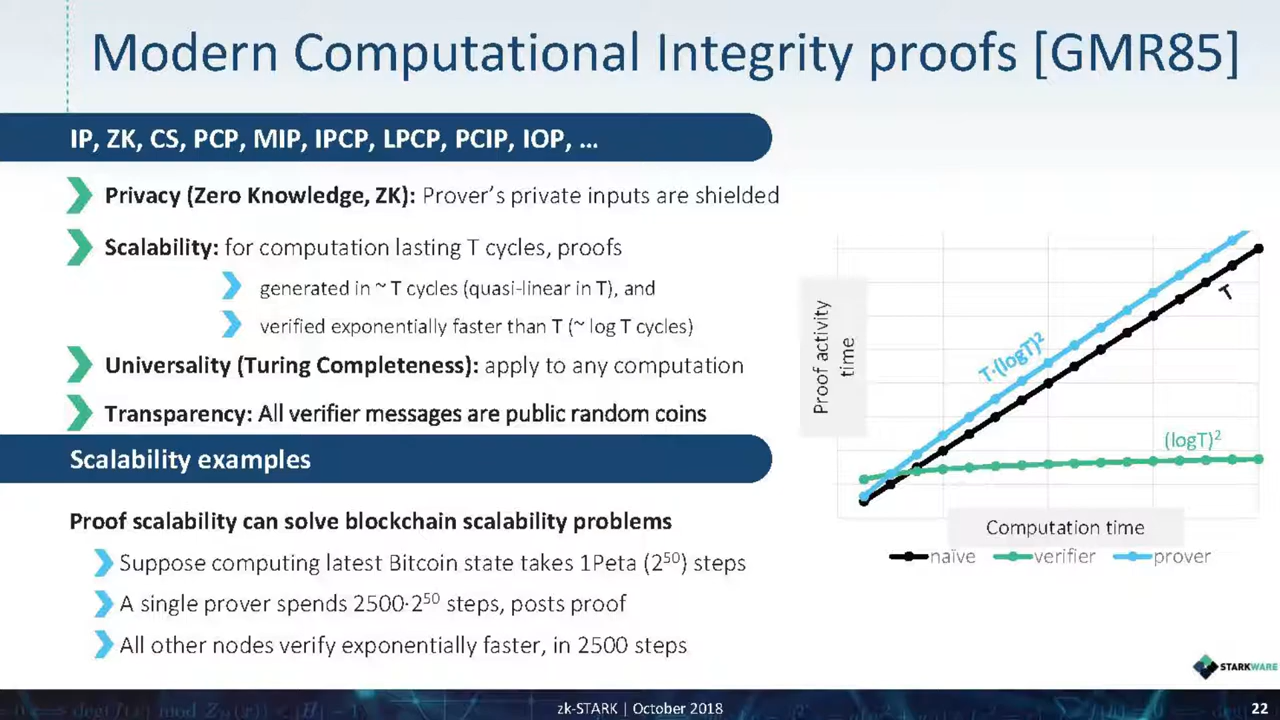 Modern Computational Integrity proofs [GMR85]
IP, ZK, CS, PCP, MIP, IPCP, LPCP, PCIP, IOP, ...
Privacy (Zero Knowledge, ZK): Prover's private inputs are shielded
Scalability: for computation lasting T cycles, proofs
generated in ~ T cycles (quasi-linear in T), and
verified exponentially faster than T (~ log T cycles)
Universality (Turing Completeness): apply to any computation
Transparency: All verifier messages are public random coins
Scalability examples
Proof scalability can solve blockchain scalability problems
Suppose computing latest Bitcoin state takes 1Peta (2⁵⁰) steps
A single prover spends 2500·2⁵⁰ steps, posts proof
All other nodes verify exponentially faster, in 2500 steps
Proof activity
time
T·(logT)²
T
(logT)²
Computation time
naïve verifier prover
STARKWARE
zk-STARK | October 2018
22